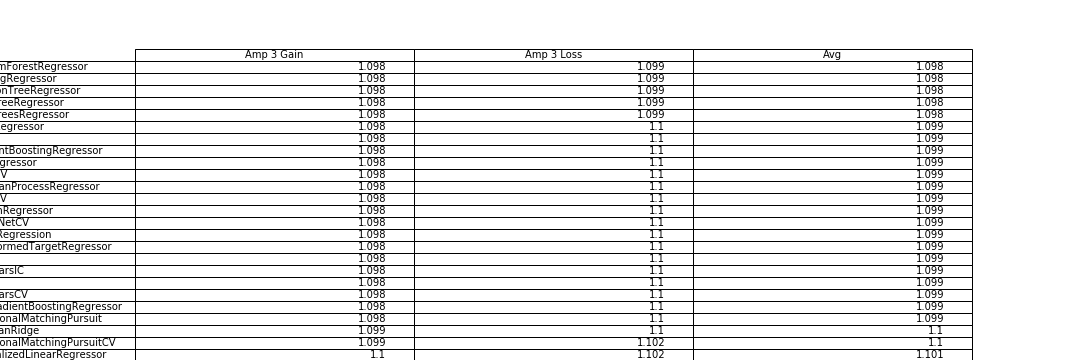 Amp 3 Gain Amp 3 Loss Avg
mForestRegressor 1.098 1.099 1.098
gRegressor 1.098 1.099 1.098
onTreeRegressor 1.098 1.099 1.098
reeRegressor 1.098 1.099 1.098
reesRegressor 1.098 1.099 1.098
egressor 1.098 1.1 1.099
1.098 1.1 1.099
ntBoostingRegressor 1.098 1.1 1.099
gressor 1.098 1.1 1.099
V 1.098 1.1 1.099
anProcessRegressor 1.098 1.1 1.099
V 1.098 1.1 1.099
nRegressor 1.098 1.1 1.099
NetCV 1.098 1.1 1.099
Regression 1.098 1.1 1.099
ormedTargetRegressor 1.098 1.1 1.099
1.098 1.1 1.099
arsIC 1.098 1.1 1.099
1.098 1.1 1.099
arsCV 1.098 1.1 1.099
adientBoostingRegressor 1.098 1.1 1.099
onalMatchingPursuit 1.098 1.1 1.099
anRidge 1.099 1.1 1.1
onalMatchingPursuitCV 1.099 1.102 1.1
alizedLinearRegressor 1.1 1.102 1.101